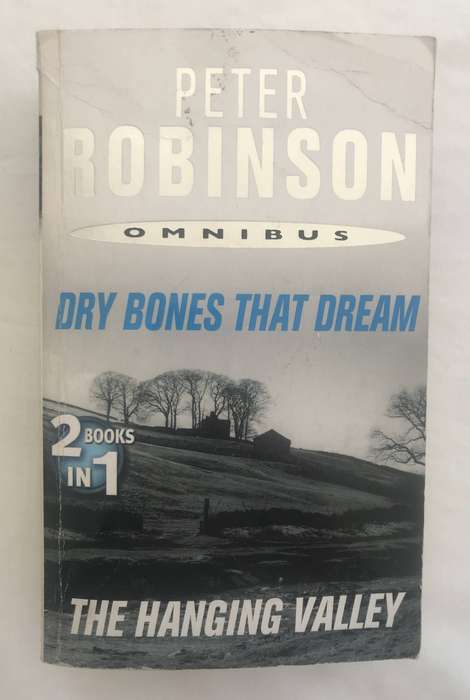 PETER
ROBINSON
OMNIBUS
DRY BONES THAT DREAM
2 BOOKS
IN 1
THE HANGING VALLEY